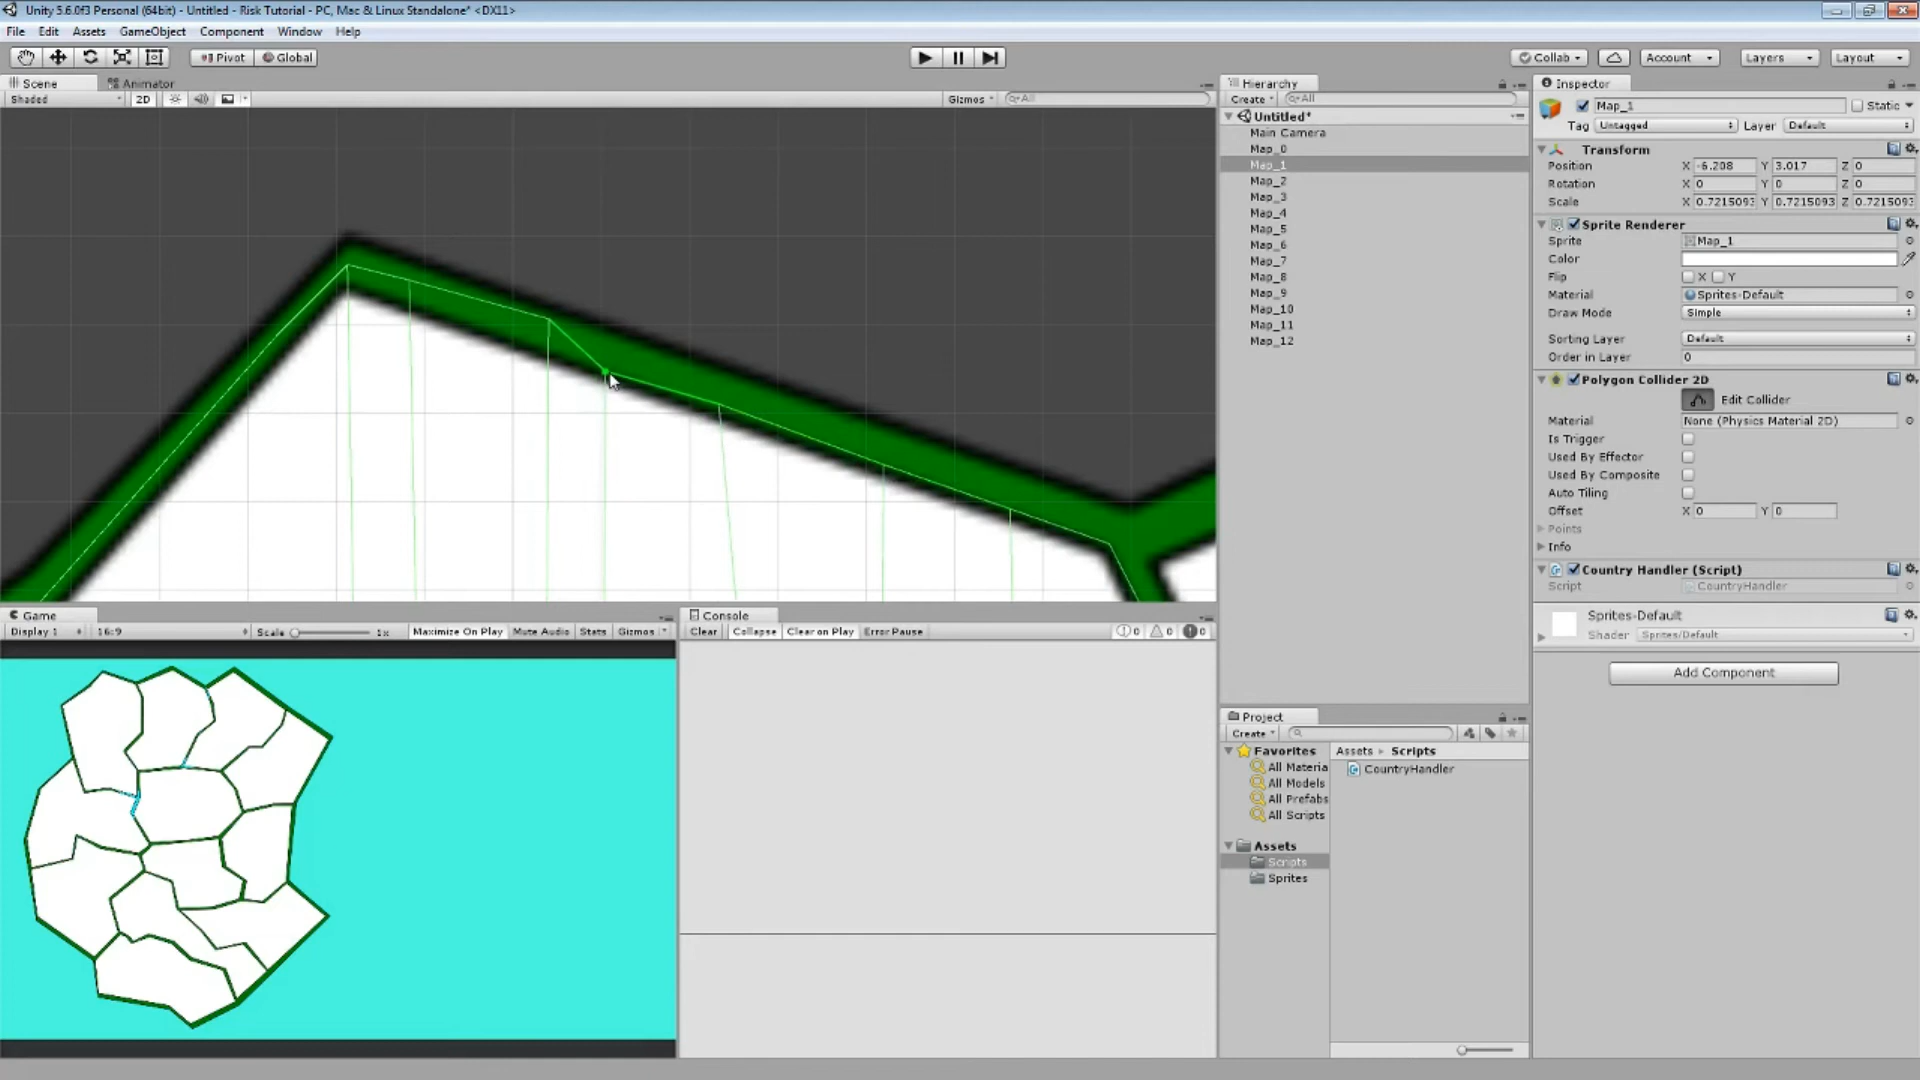 Unity 5.6.0f3 Personal (64bit) - Untitled - Risk Tutorial - PC, Mac & Linux Standalone* <DX11>
File Edit Assets GameObject Component Window Help
Pivot Global Collab Account Layers Layout
Scene Animator
Shaded 2D Gizmos All
Hierarchy
Create All
Untitled*
Main Camera
Map_0
Map_1
Map_2
Map_3
Map_4
Map_5
Map_6
Map_7
Map_8
Map_9
Map_10
Map_11
Map_12
Inspector
Map_1 Static
Tag Untagged Layer Default
Transform
Position X -6.208 Y 3.017 Z 0
Rotation X 0 Y 0 Z 0
Scale X 0.7215093 Y 0.7215093 Z 0.7215093
Sprite Renderer
Sprite Map_1
Color
Flip X Y
Material Sprites-Default
Draw Mode Simple
Sorting Layer Default
Order in Layer 0
Polygon Collider 2D
Edit Collider
Material None (Physics Material 2D)
Is Trigger
Used By Effector
Used By Composite
Auto Tiling
Offset X 0 Y 0
Points
Info
Country Handler (Script)
Script CountryHandler
Sprites-Default
Shader Sprites/Default
Add Component
Game
Display 1 16:9 Scale 1x Maximize On Play Mute Audio Stats Gizmos
Console
Clear Collapse Clear on Play Error Pause 0 0 0
Project
Create
Favorites
All Materia
All Models
All Prefabs
All Scripts
Assets
Scripts
Sprites
Assets Scripts
CountryHandler